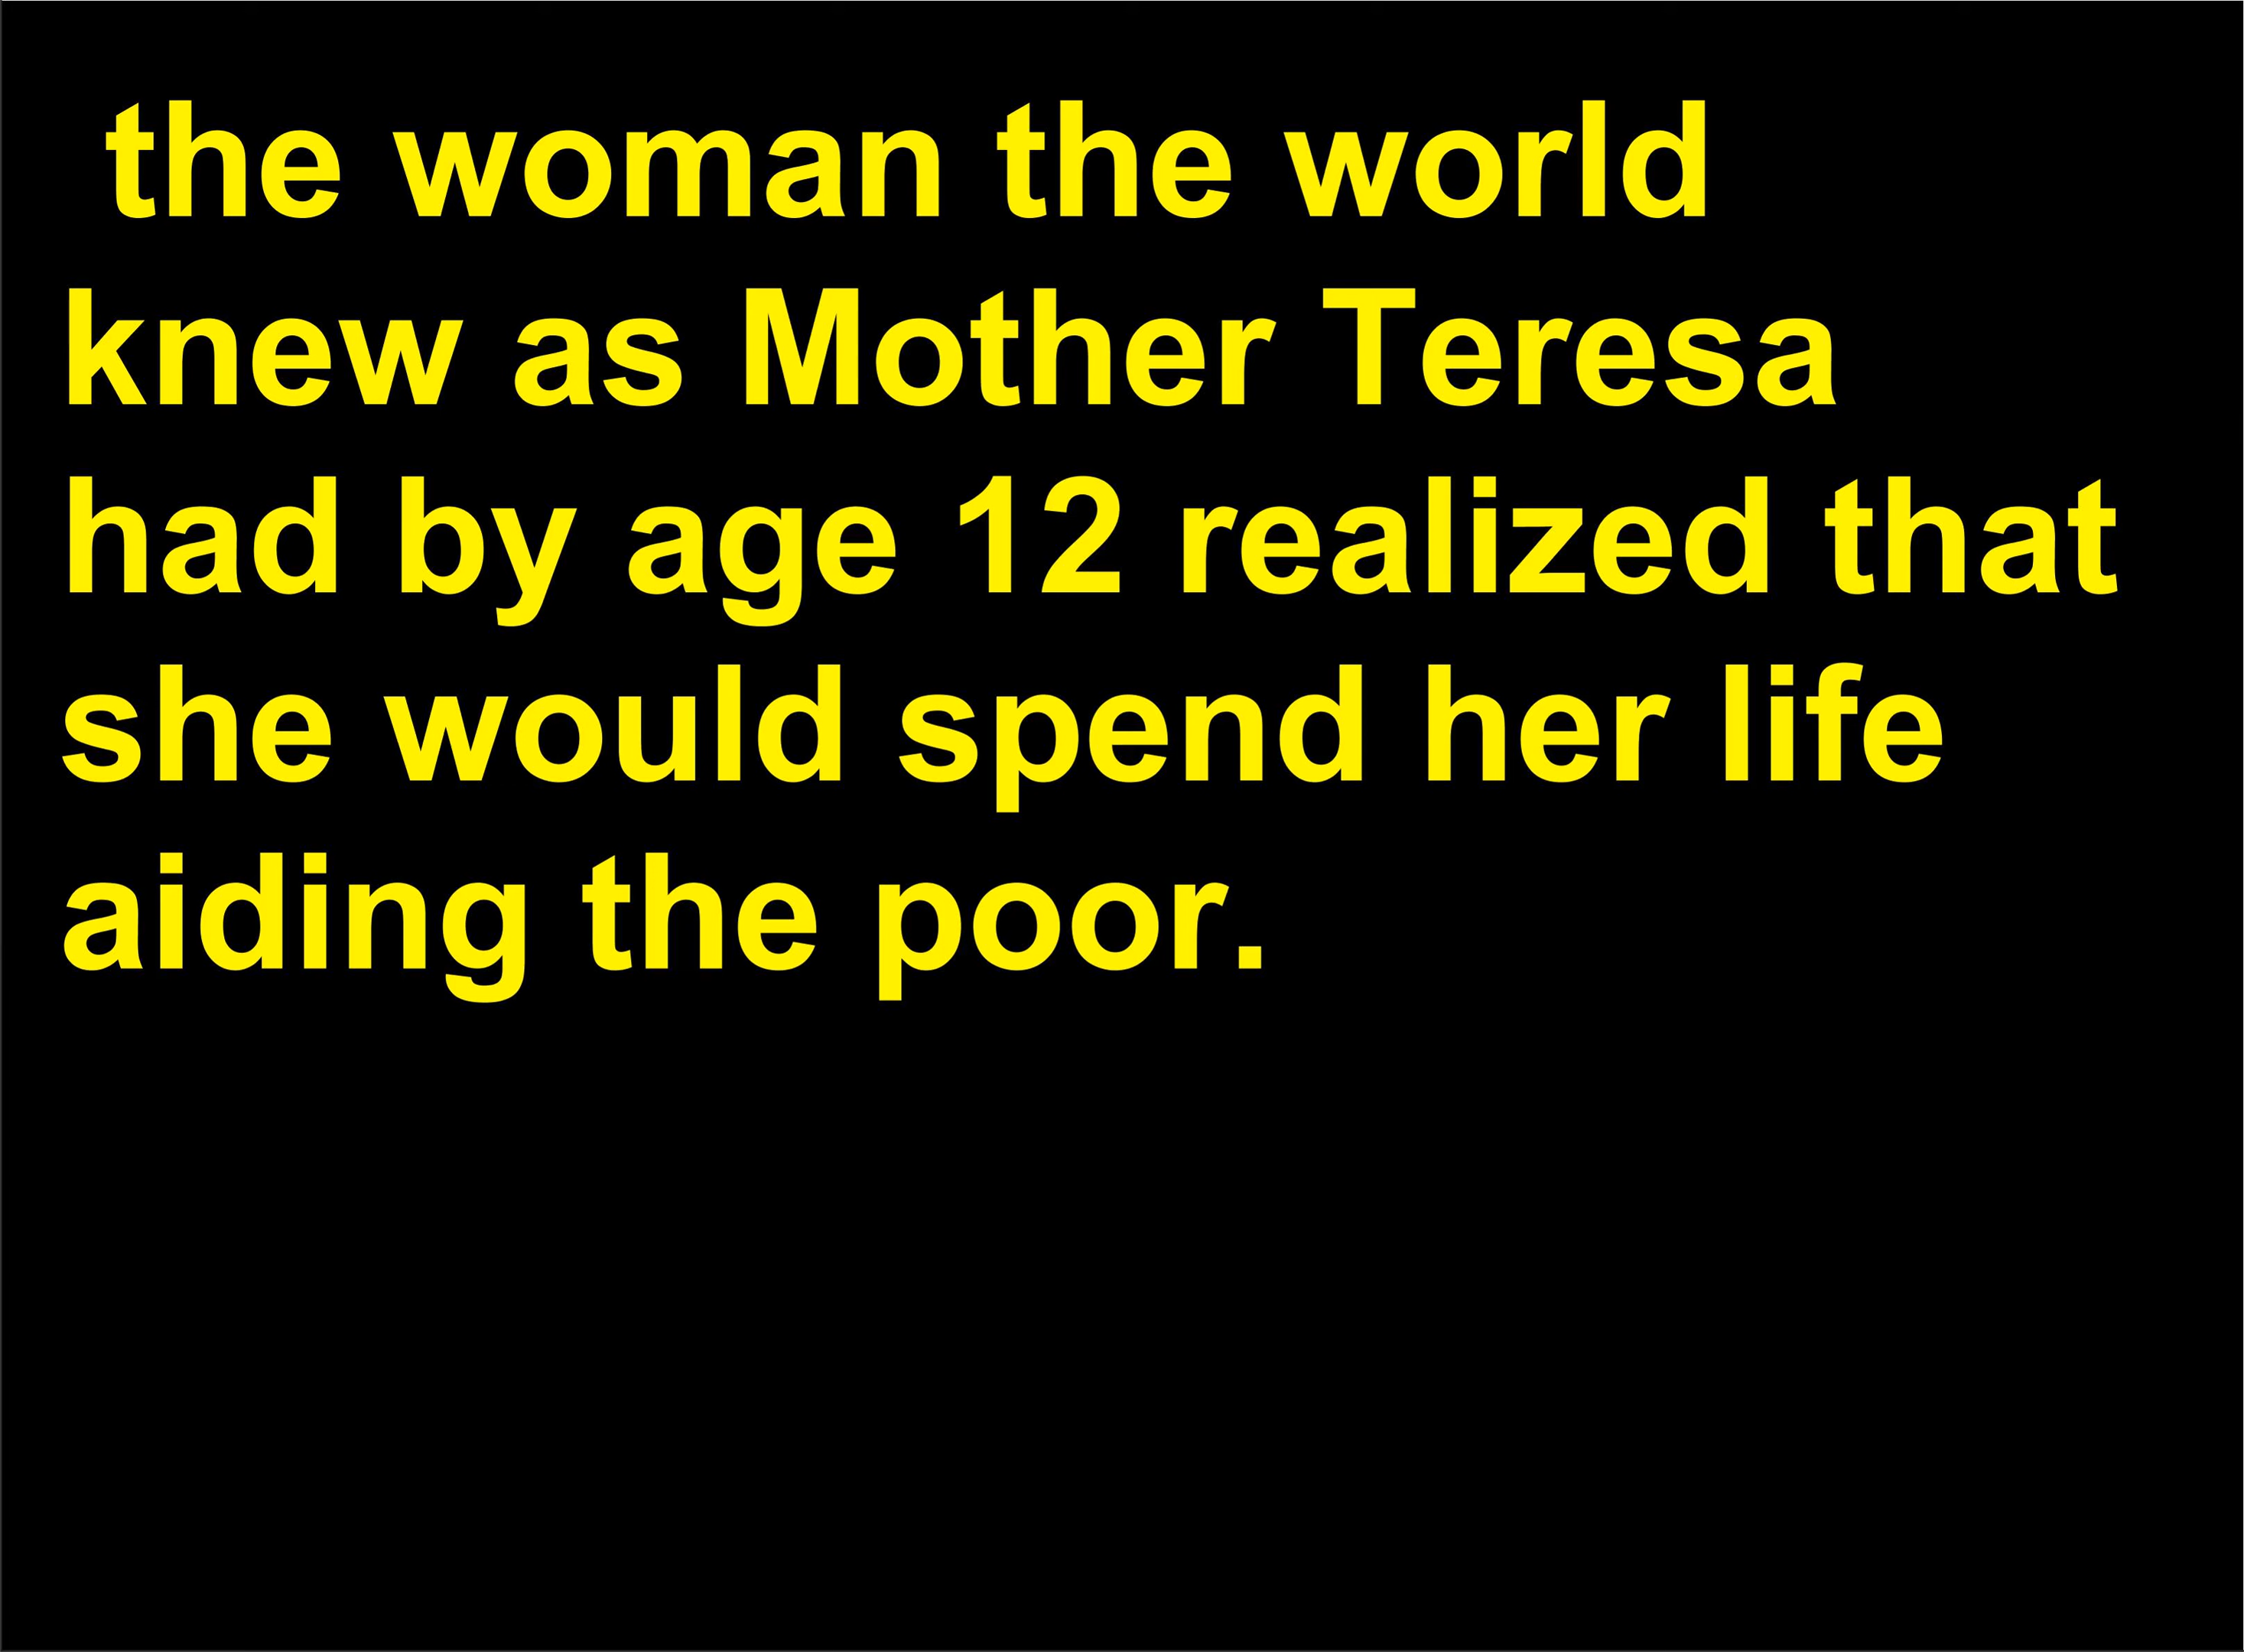 the woman the world
knew as Mother Teresa
had by age 12 realized that
she would spend her life
aiding the poor.